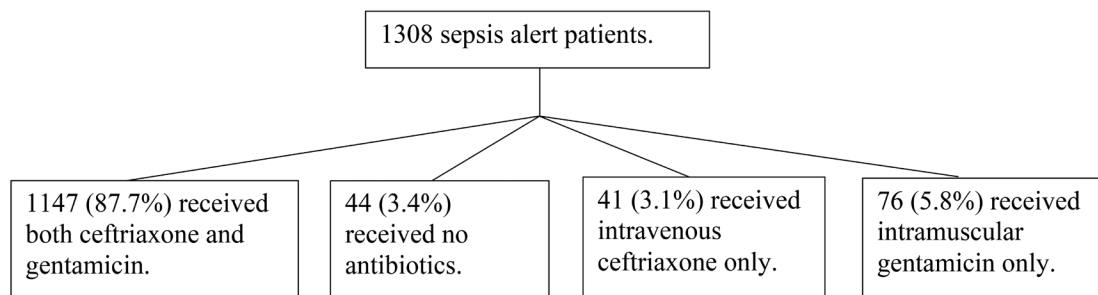 1308 sepsis alert patients.
1147 (87.7%) received
both ceftriaxone and
gentamicin.
44 (3.4%)
received no
antibiotics.
41 (3.1%) received
intravenous
ceftriaxone only.
76 (5.8%) received
intramuscular
gentamicin only.